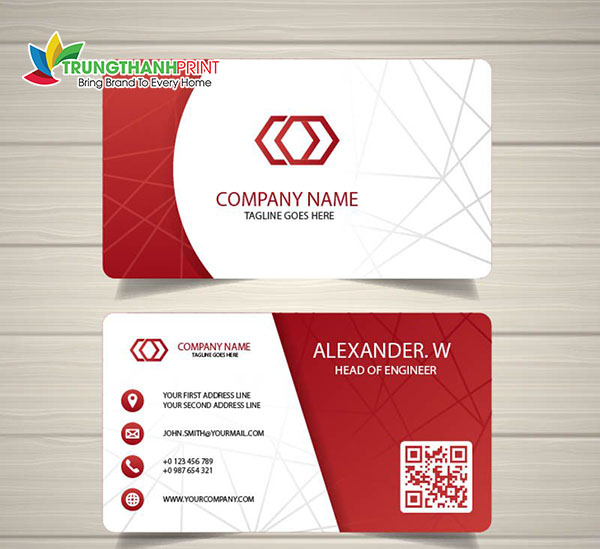 TRUNGTHANHPRINT
Bring Brand To Every Home
COMPANY NAME
TAGLINE GOES HERE
COMPANY NAME
TAGLINE GOES HERE
YOUR FIRST ADDRESS LINE
YOUR SECOND ADDRESS LINE
JOHN.SMITH@YOURMAIL.COM
+0 123 456 789
+0 987 654 321
WWW.YOURCOMPANY.COM
ALEXANDER. W
HEAD OF ENGINEER